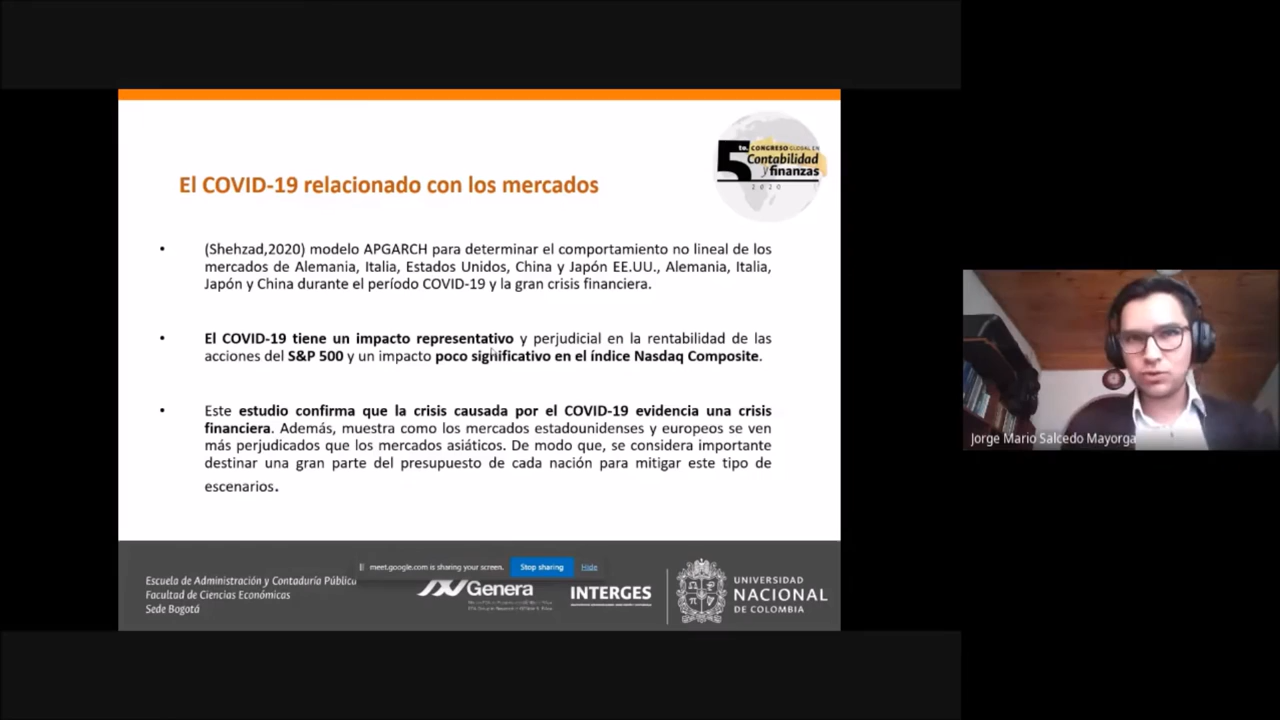 5to. CONGRESO GLOBAL EN
Contabilidad
y finanzas
2020
El COVID-19 relacionado con los mercados
• (Shehzad,2020) modelo APGARCH para determinar el comportamiento no lineal de los
mercados de Alemania, Italia, Estados Unidos, China y Japón EE.UU., Alemania, Italia,
Japón y China durante el período COVID-19 y la gran crisis financiera.
• El COVID-19 tiene un impacto representativo y perjudicial en la rentabilidad de las
acciones del S&P 500 y un impacto poco significativo en el índice Nasdaq Composite.
• Este estudio confirma que la crisis causada por el COVID-19 evidencia una crisis
financiera. Además, muestra como los mercados estadounidenses y europeos se ven
más perjudicados que los mercados asiáticos. De modo que, se considera importante
destinar una gran parte del presupuesto de cada nación para mitigar este tipo de
escenarios.
meet.google.com is sharing your screen. Stop sharing Hide
Escuela de Administración y Contaduría Pública
Facultad de Ciencias Económicas
Sede Bogotá
Genera
INTERGES
UNIVERSIDAD
NACIONAL
DE COLOMBIA
Jorge Mario Salcedo Mayorga